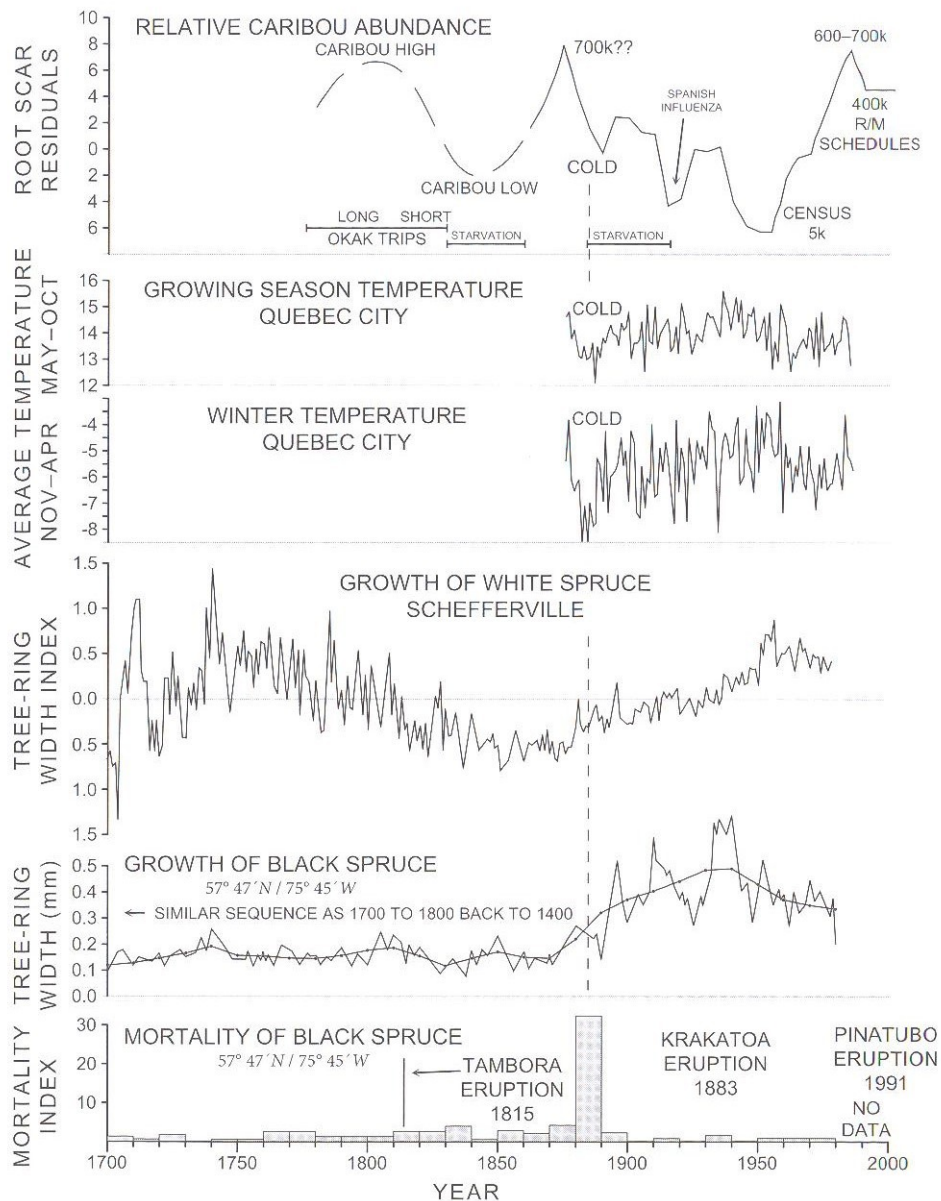 RELATIVE CARIBOU ABUNDANCE
CARIBOU HIGH
700k??
600–700k
SPANISH
INFLUENZA
400k
R/M
SCHEDULES
COLD
CARIBOU LOW
LONG SHORT
OKAK TRIPS
STARVATION
STARVATION
CENSUS
5k
ROOT SCAR
RESIDUALS
10
8
6
4
2
0
2
4
6
GROWING SEASON TEMPERATURE
QUEBEC CITY
COLD
AVERAGE TEMPERATURE
MAY–OCT
16
15
14
13
12
WINTER TEMPERATURE
QUEBEC CITY
COLD
NOV–APR
-4
-5
-6
-7
-8
GROWTH OF WHITE SPRUCE
SCHEFFERVILLE
TREE-RING
WIDTH INDEX
1.5
1.0
0.5
0.0
0.5
1.0
1.5
GROWTH OF BLACK SPRUCE
57° 47´N / 75° 45´W
← SIMILAR SEQUENCE AS 1700 TO 1800 BACK TO 1400
TREE-RING
WIDTH (mm)
0.5
0.4
0.3
0.2
0.1
0.0
MORTALITY OF BLACK SPRUCE
57° 47´N / 75° 45´W
TAMBORA
ERUPTION
1815
KRAKATOA
ERUPTION
1883
PINATUBO
ERUPTION
1991
NO
DATA
MORTALITY
INDEX
30
20
10
1700 1750 1800 1850 1900 1950 2000
YEAR